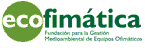 ecofimática
Fundación para la Gestión
Medioambiental de Equipos Ofimáticos